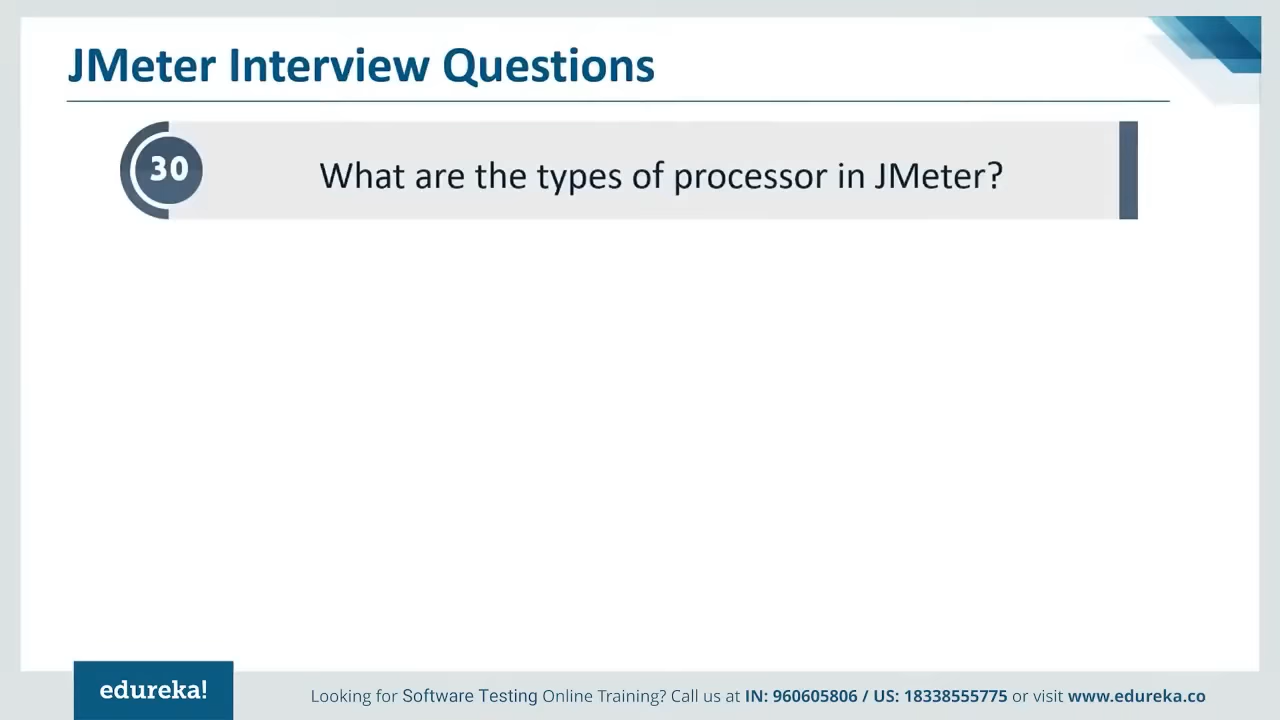 JMeter Interview Questions
30
What are the types of processor in JMeter?
edureka!
Looking for Software Testing Online Training? Call us at IN: 960605806 / US: 18338555775 or visit www.edureka.co